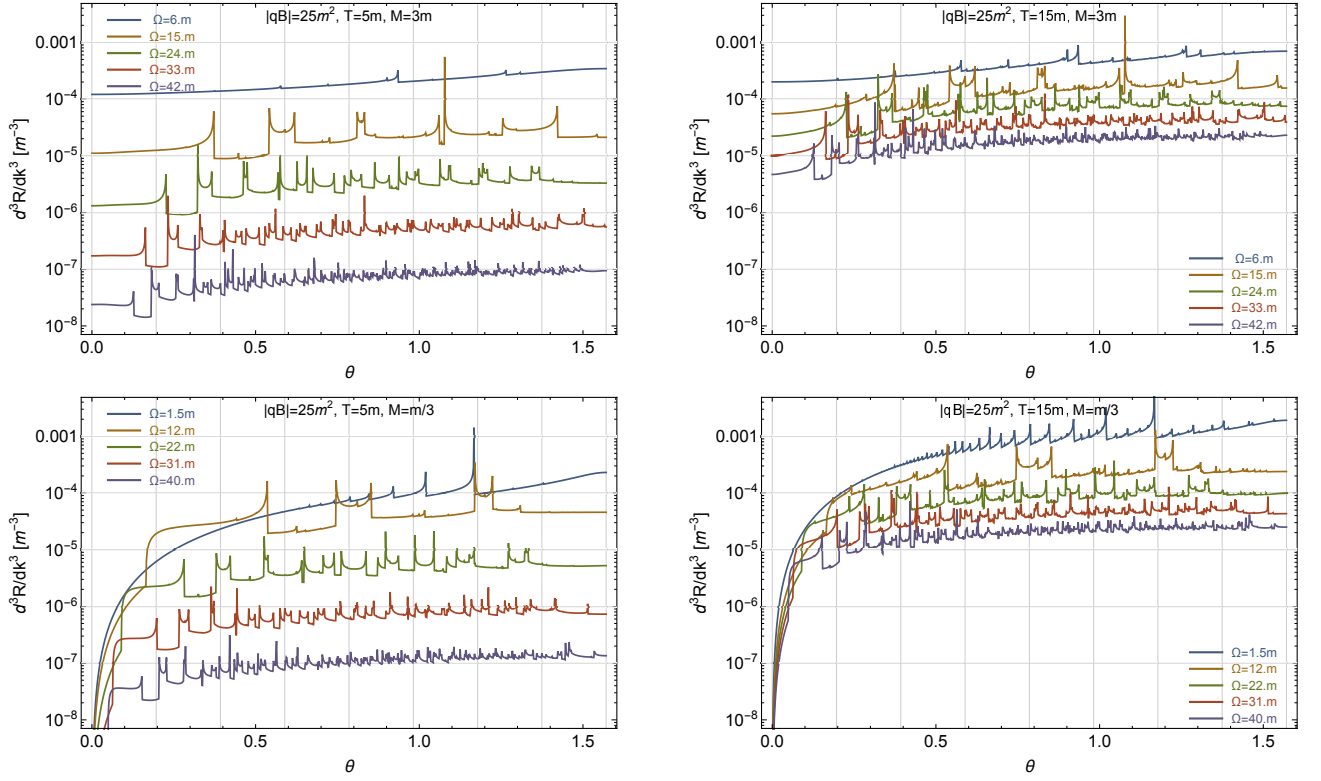 |qB|=25m², T=5m, M=3m
Ω=6.m
Ω=15.m
Ω=24.m
Ω=33.m
Ω=42.m
0.001
10⁻⁴
10⁻⁵
10⁻⁶
10⁻⁷
10⁻⁸
d³R/dk³ [m⁻³]
0.0 0.5 1.0 1.5
θ
|qB|=25m², T=15m, M=3m
0.001
10⁻⁴
10⁻⁵
10⁻⁶
10⁻⁷
10⁻⁸
d³R/dk³ [m⁻³]
Ω=6.m
Ω=15.m
Ω=24.m
Ω=33.m
Ω=42.m
0.0 0.5 1.0 1.5
θ
|qB|=25m², T=5m, M=m/3
Ω=1.5m
Ω=12.m
Ω=22.m
Ω=31.m
Ω=40.m
0.001
10⁻⁴
10⁻⁵
10⁻⁶
10⁻⁷
10⁻⁸
d³R/dk³ [m⁻³]
0.0 0.5 1.0 1.5
θ
|qB|=25m², T=15m, M=m/3
0.001
10⁻⁴
10⁻⁵
10⁻⁶
10⁻⁷
10⁻⁸
d³R/dk³ [m⁻³]
Ω=1.5m
Ω=12.m
Ω=22.m
Ω=31.m
Ω=40.m
0.0 0.5 1.0 1.5
θ